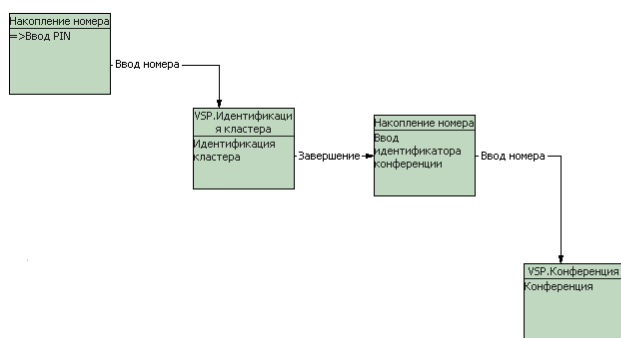 Накопление номера
=>Ввод PIN
Ввод номера
VSP.Идентификаци
я кластера
Идентификация
кластера
Завершение
Накопление номера
Ввод
идентификатора
конференции
Ввод номера
VSP.Конференция
Конференция